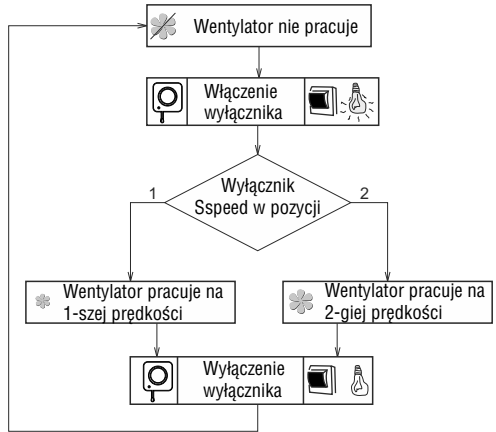 Wentylator nie pracuje
Włączenie
wyłącznika
Wyłącznik
Sspeed w pozycji
1
2
Wentylator pracuje na
1-szej prędkości
Wentylator pracuje na
2-giej prędkości
Wyłączenie
wyłącznika